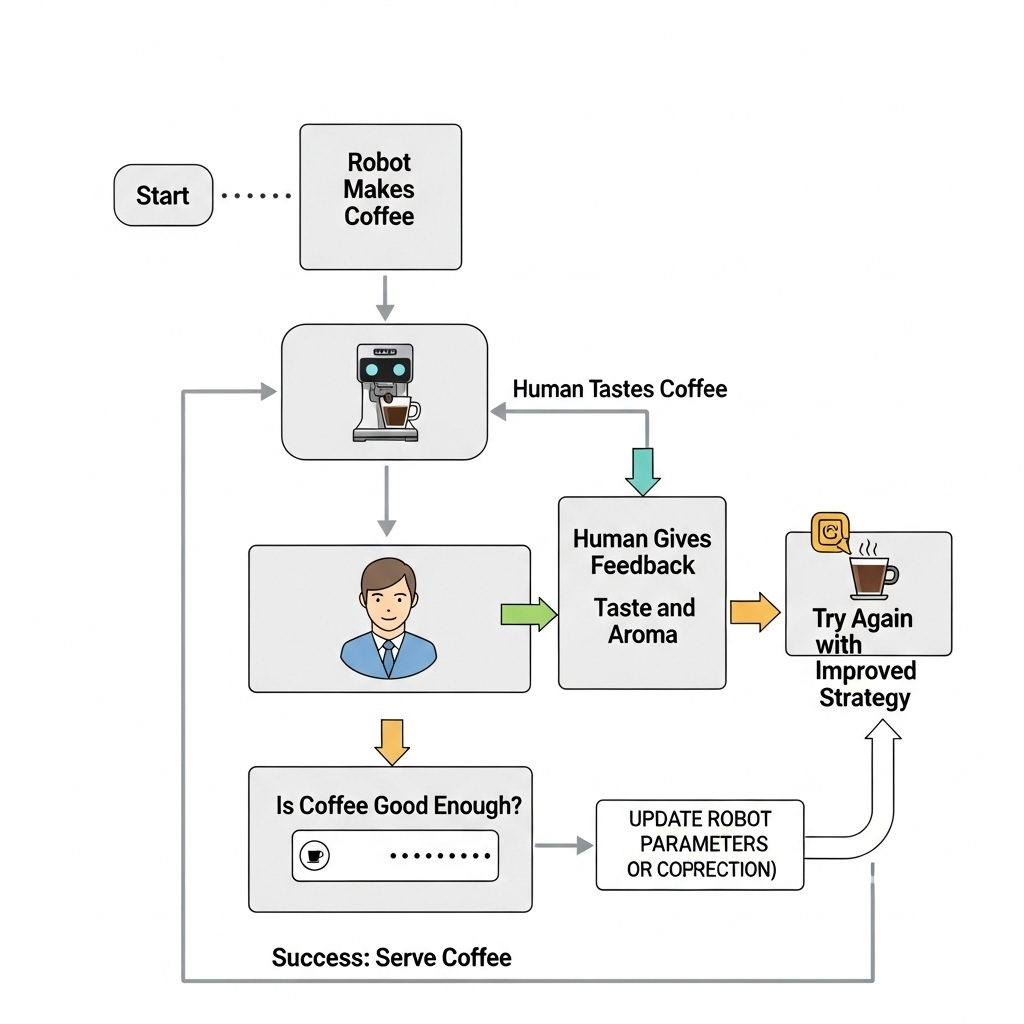 Robot
Makes
Coffee
Start
Human Tastes Coffee
Human Gives
Feedback
Taste and
Aroma
Try Again
with
Improved
Strategy
Is Coffee Good Enough?
UPDATE ROBOT
PARAMETERS
OR COPRECTION)
Success: Serve Coffee